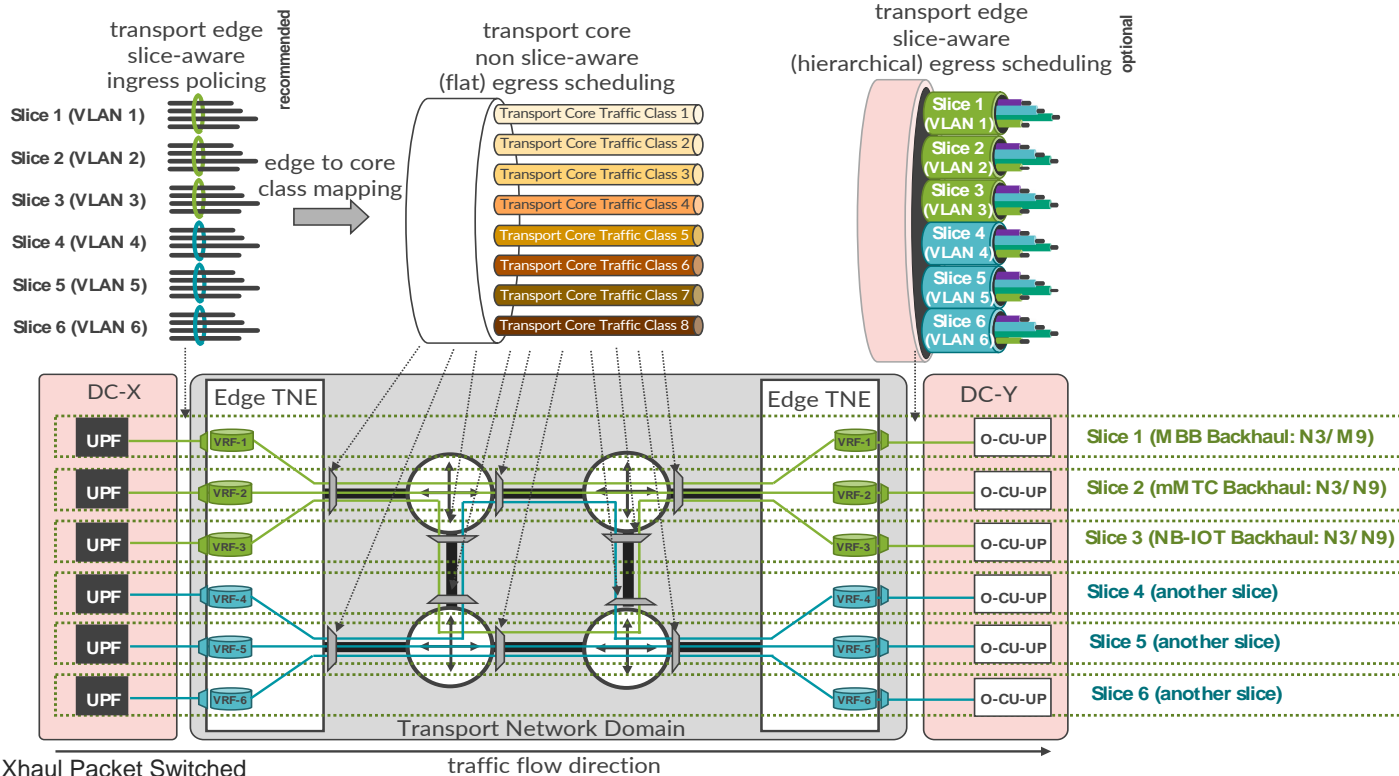 transport edge
slice-aware
ingress policing
recommended
transport core
non slice-aware
(flat) egress scheduling
transport edge
slice-aware
(hierarchical) egress scheduling
optional
Slice 1 (VLAN 1)
Slice 2 (VLAN 2)
Slice 3 (VLAN 3)
Slice 4 (VLAN 4)
Slice 5 (VLAN 5)
Slice 6 (VLAN 6)
edge to core
class mapping
Transport Core Traffic Class 1
Transport Core Traffic Class 2
Transport Core Traffic Class 3
Transport Core Traffic Class 4
Transport Core Traffic Class 5
Transport Core Traffic Class 6
Transport Core Traffic Class 7
Transport Core Traffic Class 8
Slice 1
(VLAN 1)
Slice 2
(VLAN 2)
Slice 3
(VLAN 3)
Slice 4
(VLAN 4)
Slice 5
(VLAN 5)
Slice 6
(VLAN 6)
DC-X
Edge TNE
Edge TNE
DC-Y
UPF
VRF-1
VRF-1
O-CU-UP
Slice 1 (MBB Backhaul: N3/M9)
UPF
VRF-2
VRF-2
O-CU-UP
Slice 2 (mMTC Backhaul: N3/N9)
UPF
VRF-3
VRF-3
O-CU-UP
Slice 3 (NB-IOT Backhaul: N3/N9)
UPF
VRF-4
VRF-4
O-CU-UP
Slice 4 (another slice)
UPF
VRF-5
VRF-5
O-CU-UP
Slice 5 (another slice)
UPF
VRF-6
VRF-6
O-CU-UP
Slice 6 (another slice)
Transport Network Domain
traffic flow direction
Xhaul Packet Switched